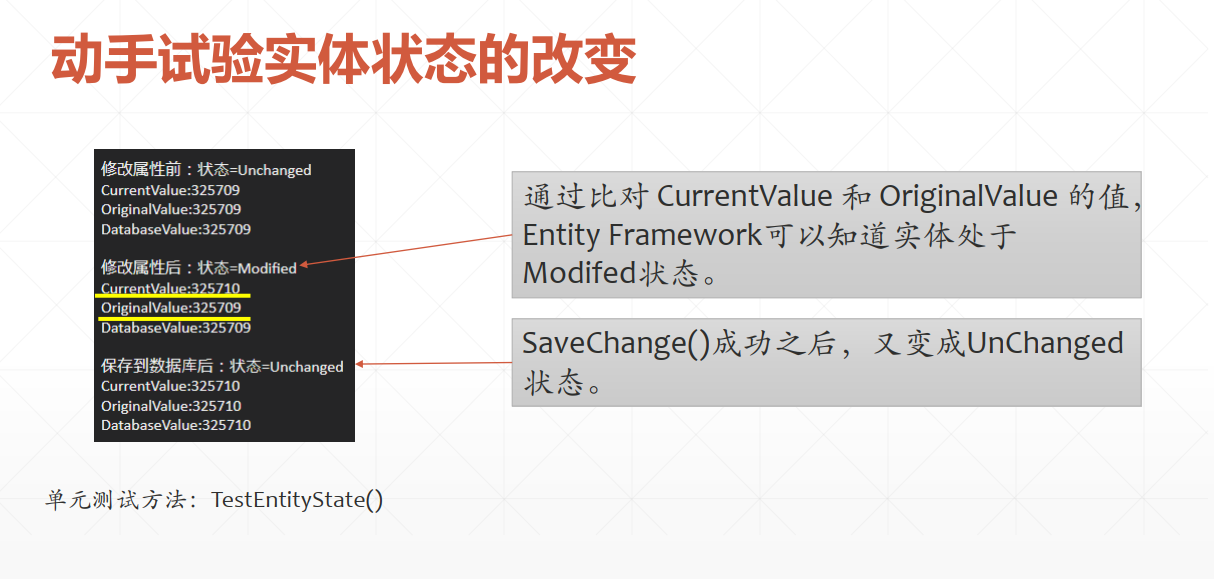 动手试验实体状态的改变
修改属性前：状态=Unchanged
CurrentValue:325709
OriginalValue:325709
DatabaseValue:325709
修改属性后：状态=Modified
CurrentValue:325710
OriginalValue:325709
DatabaseValue:325709
保存到数据库后：状态=Unchanged
CurrentValue:325710
OriginalValue:325710
DatabaseValue:325710
通过比对 CurrentValue 和 OriginalValue 的值，
Entity Framework可以知道实体处于
Modifed状态。
SaveChange()成功之后，又变成UnChanged
状态。
单元测试方法：TestEntityState()